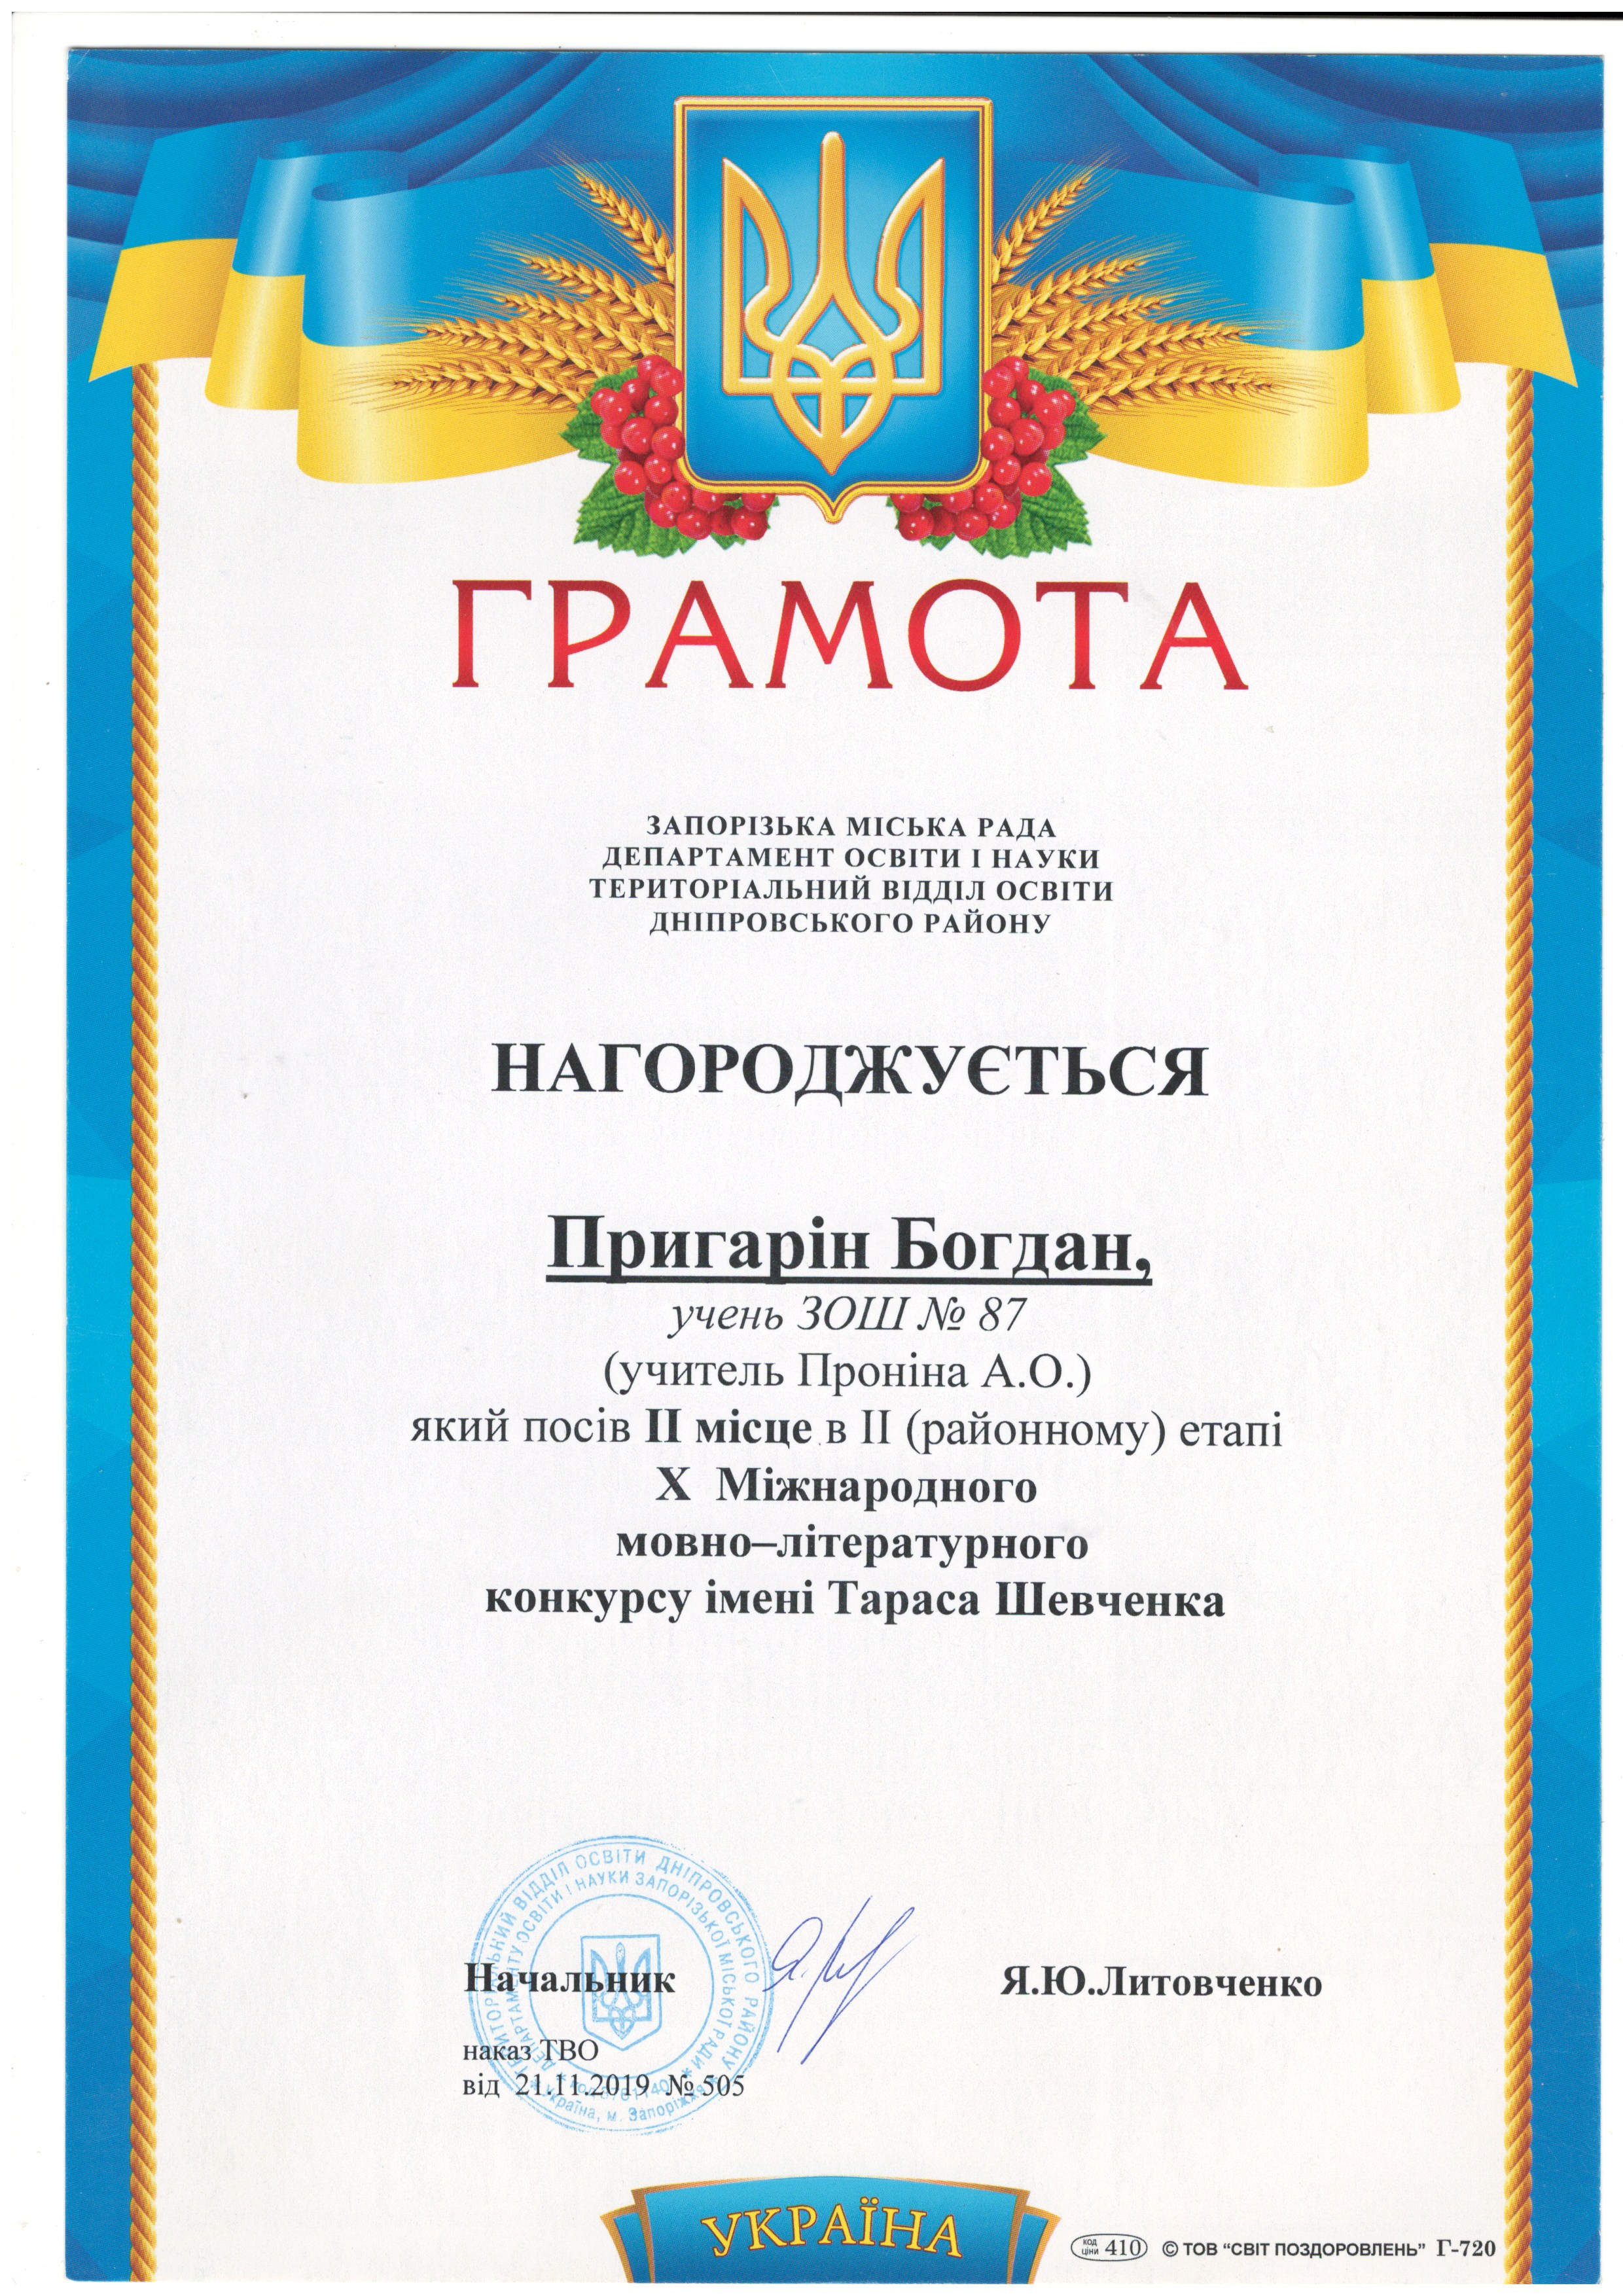 ГРАМОТА
ЗАПОРІЗЬКА МІСЬКА РАДА
ДЕПАРТАМЕНТ ОСВІТИ І НАУКИ
ТЕРИТОРІАЛЬНИЙ ВІДДІЛ ОСВІТИ
ДНІПРОВСЬКОГО РАЙОНУ
НАГОРОДЖУЄТЬСЯ
Пригарін Богдан,
учень ЗОШ № 87
(учитель Проніна А.О.)
який посів ІІ місце в ІІ (районному) етапі
Х Міжнародного
мовно–літературного
конкурсу імені Тараса Шевченка
ТЕРИТОРІАЛЬНИЙ ВІДДІЛ ОСВІТИ ДНІПРОВСЬКОГО РАЙОНУ
ДЕПАРТАМЕНТУ ОСВІТИ І НАУКИ ЗАПОРІЗЬКОЇ МІСЬКОЇ РАДИ
Україна, м. Запоріжжя
Начальник Я.Ю.Литовченко
наказ ТВО
від 21.11.2019 № 505
УКРАЇНА
код ціни 410 © ТОВ “СВІТ ПОЗДОРОВЛЕНЬ” Г-720